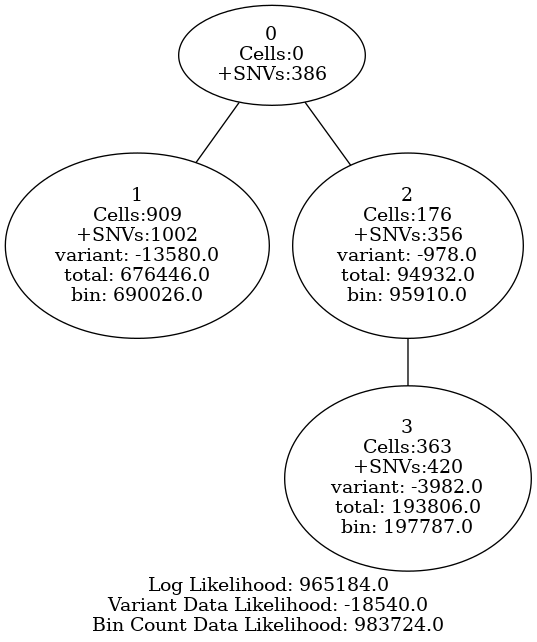 0
Cells:0
+SNVs:386
1
Cells:909
+SNVs:1002
variant: -13580.0
total: 676446.0
bin: 690026.0
2
Cells:176
+SNVs:356
variant: -978.0
total: 94932.0
bin: 95910.0
3
Cells:363
+SNVs:420
variant: -3982.0
total: 193806.0
bin: 197787.0
Log Likelihood: 965184.0
Variant Data Likelihood: -18540.0
Bin Count Data Likelihood: 983724.0